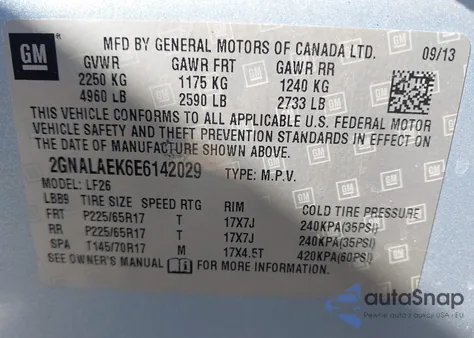 GM
MFD BY GENERAL MOTORS OF CANADA LTD. 09/13
GVWR GAWR FRT GAWR RR
2250 KG 1175 KG 1240 KG
4960 LB 2590 LB 2733 LB
THIS VEHICLE CONFORMS TO ALL APPLICABLE U.S. FEDERAL MOTOR
VEHICLE SAFETY AND THEFT PREVENTION STANDARDS IN EFFECT ON
THE DATE OF MANUFACTURE SHOWN ABOVE.
2GNALAEK6E6142029 TYPE: M.P.V.
MODEL: LF26
LBB9 TIRE SIZE SPEED RTG RIM COLD TIRE PRESSURE
FRT P225/65R17 T 17X7J 240KPA(35PSI)
RR P225/65R17 T 17X7J 240KPA(35PSI)
SPA T145/70R17 M 17X4.5T 420KPA(60PSI)
SEE OWNER'S MANUAL FOR MORE INFORMATION
autoSnap